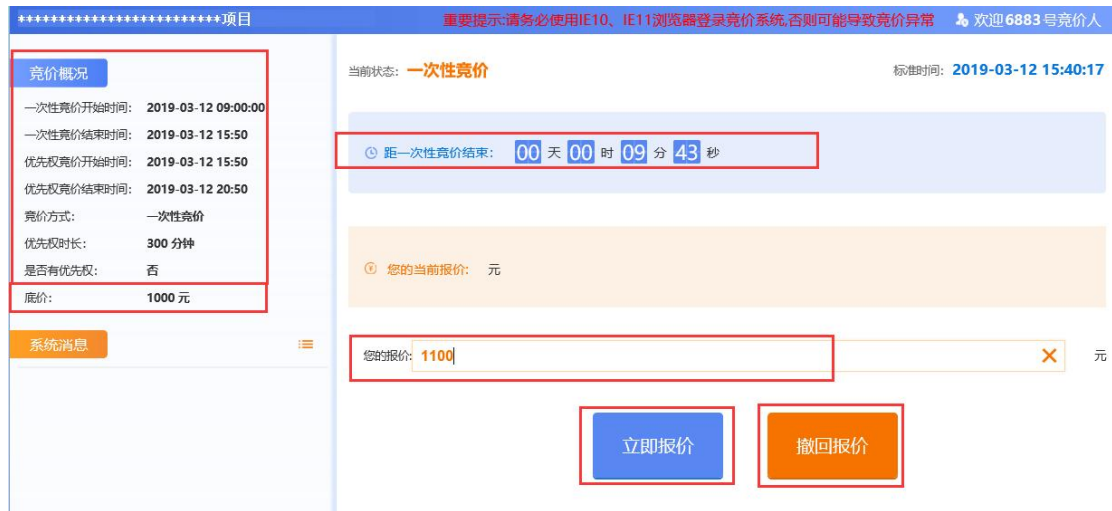 *************************项目 重要提示:请务必使用IE10、IE11浏览器登录竞价系统,否则可能导致竞价异常 欢迎6883号竞价人
竞价概况
一次性竞价开始时间: 2019-03-12 09:00:00
一次性竞价结束时间: 2019-03-12 15:50
优先权竞价开始时间: 2019-03-12 15:50
优先权竞价结束时间: 2019-03-12 20:50
竞价方式: 一次性竞价
优先权时长: 300 分钟
是否有优先权: 否
底价: 1000 元
系统消息
当前状态: 一次性竞价 标准时间: 2019-03-12 15:40:17
距一次性竞价结束: 00 天 00 时 09 分 43 秒
您的当前报价: 元
您的报价: 1100 元
立即报价 撤回报价